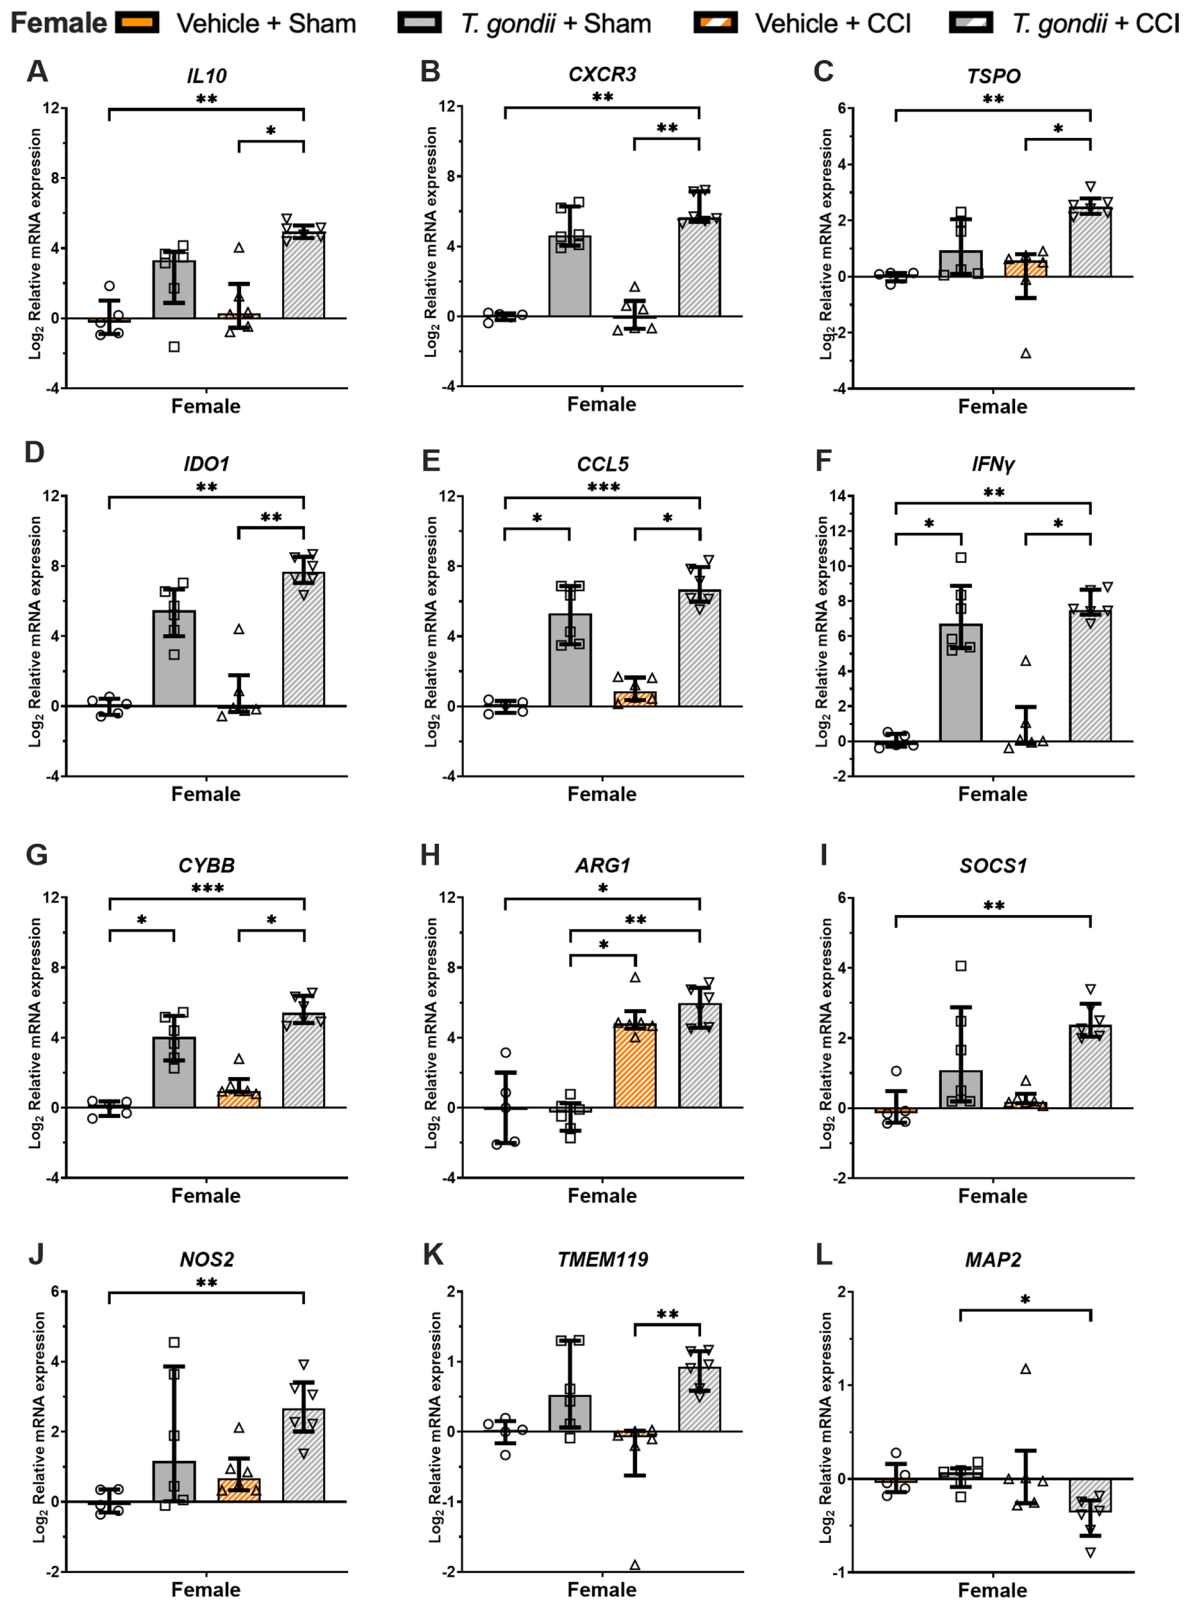 Female Vehicle + Sham T. gondii + Sham Vehicle + CCI T. gondii + CCI
A IL10
** *
Log2 Relative mRNA expression
12
8
4
0
-4
Female
B CXCR3
** **
Log2 Relative mRNA expression
12
8
4
0
-4
Female
C TSPO
** *
Log2 Relative mRNA expression
6
4
2
0
-2
-4
Female
D IDO1
** **
Log2 Relative mRNA expression
12
8
4
0
-4
Female
E CCL5
*** * *
Log2 Relative mRNA expression
12
8
4
0
-4
Female
F IFNγ
** * *
Log2 Relative mRNA expression
14
12
10
8
6
4
2
0
-2
Female
G CYBB
*** * *
Log2 Relative mRNA expression
12
8
4
0
-4
Female
H ARG1
* ** *
Log2 Relative mRNA expression
12
8
4
0
-4
Female
I SOCS1
**
Log2 Relative mRNA expression
6
4
2
0
-2
Female
J NOS2
**
Log2 Relative mRNA expression
6
4
2
0
-2
Female
K TMEM119
**
Log2 Relative mRNA expression
2
1
0
-1
-2
Female
L MAP2
*
Log2 Relative mRNA expression
2
1
0
-1
Female